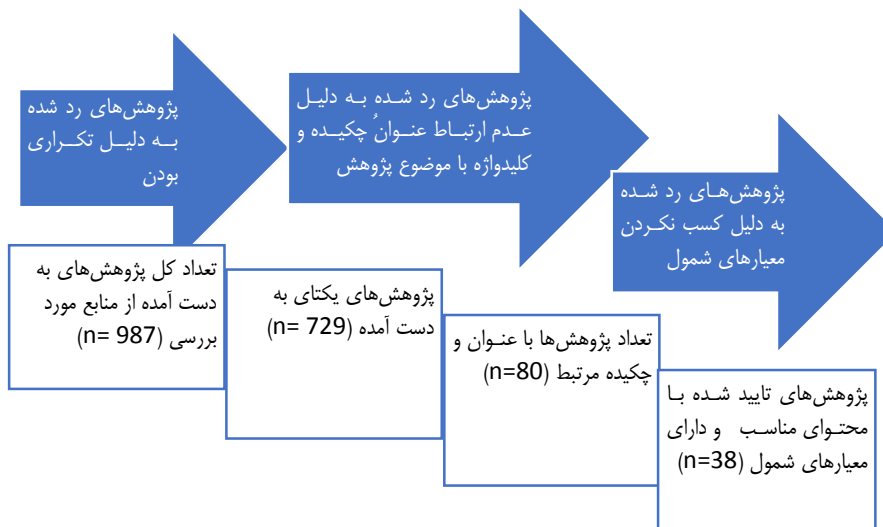 پژوهش‌های رد شده
به دلیل تکراری
بودن
پژوهش‌های رد شده به دلیل
عدم ارتباط عنوانُ چکیده و
کلیدواژه با موضوع پژوهش
پژوهش‌های رد شده
به دلیل کسب نکردن
معیارهای شمول
تعداد کل پژوهش‌های به
دست آمده از منابع مورد
بررسی (n= 987)
پژوهش‌های یکتای به
دست آمده (n= 729)
تعداد پژوهش‌ها با عنوان و
چکیده مرتبط (n=80)
پژوهش‌های تایید شده با
محتوای مناسب و دارای
معیارهای شمول (n=38)